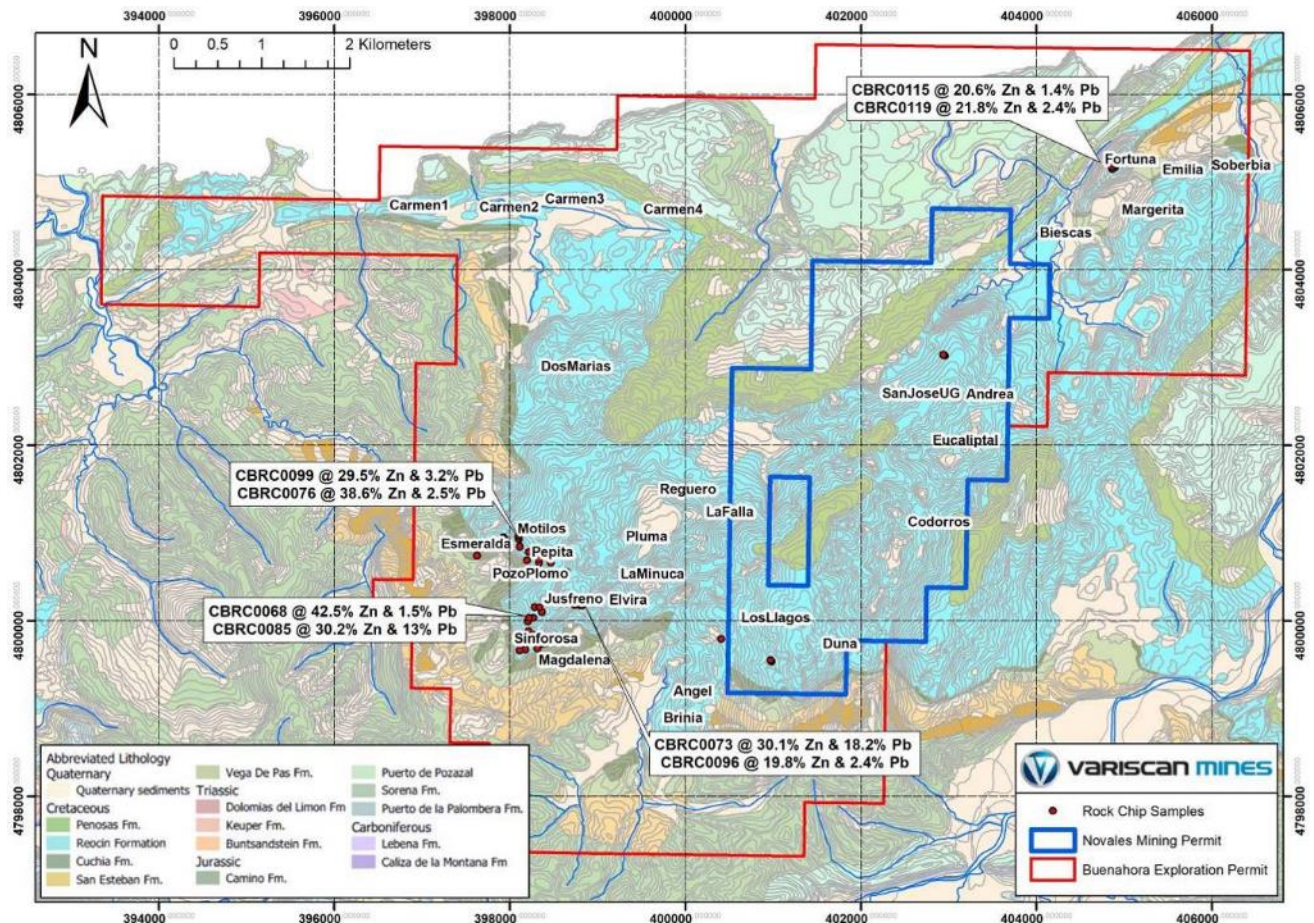 394000 396000 398000 400000 402000 404000 406000
N
0 0.5 1 2 Kilometers
4806000
4806000
CBRC0115 @ 20.6% Zn & 1.4% Pb
CBRC0119 @ 21.8% Zn & 2.4% Pb
Fortuna
Emilia
Soberbia
Margerita
Biescas
Carmen1
Carmen2
Carmen3
Carmen4
4804000
4804000
DosMarias
SanJoseUG
Andrea
Eucaliptal
4802000
4802000
CBRC0099 @ 29.5% Zn & 3.2% Pb
CBRC0076 @ 38.6% Zn & 2.5% Pb
Reguero
LaFalla
Codorros
Motilos
Esmeralda
Pepita
Pluma
PozoPlomo
LaMinuca
Jusfreno
Elvira
CBRC0068 @ 42.5% Zn & 1.5% Pb
CBRC0085 @ 30.2% Zn & 13% Pb
4800000
4800000
LosLlagos
Duna
Sinforosa
Magdalena
Angel
Brinia
CBRC0073 @ 30.1% Zn & 18.2% Pb
CBRC0096 @ 19.8% Zn & 2.4% Pb
4798000
4798000
Abbreviated Lithology
Quaternary
Quaternary sediments
Cretaceous
Penosas Fm.
Reocin Formation
Cuchia Fm.
San Esteban Fm.
Vega De Pas Fm.
Triassic
Dolomias del Limon Fm
Keuper Fm.
Buntsandstein Fm.
Jurassic
Camino Fm.
Puerto de Pozazal
Sorena Fm.
Puerto de la Palombera Fm.
Carboniferous
Lebena Fm.
Caliza de la Montana Fm
VARISCAN MINES
Rock Chip Samples
Novales Mining Permit
Buenahora Exploration Permit
394000 396000 398000 400000 402000 404000 406000